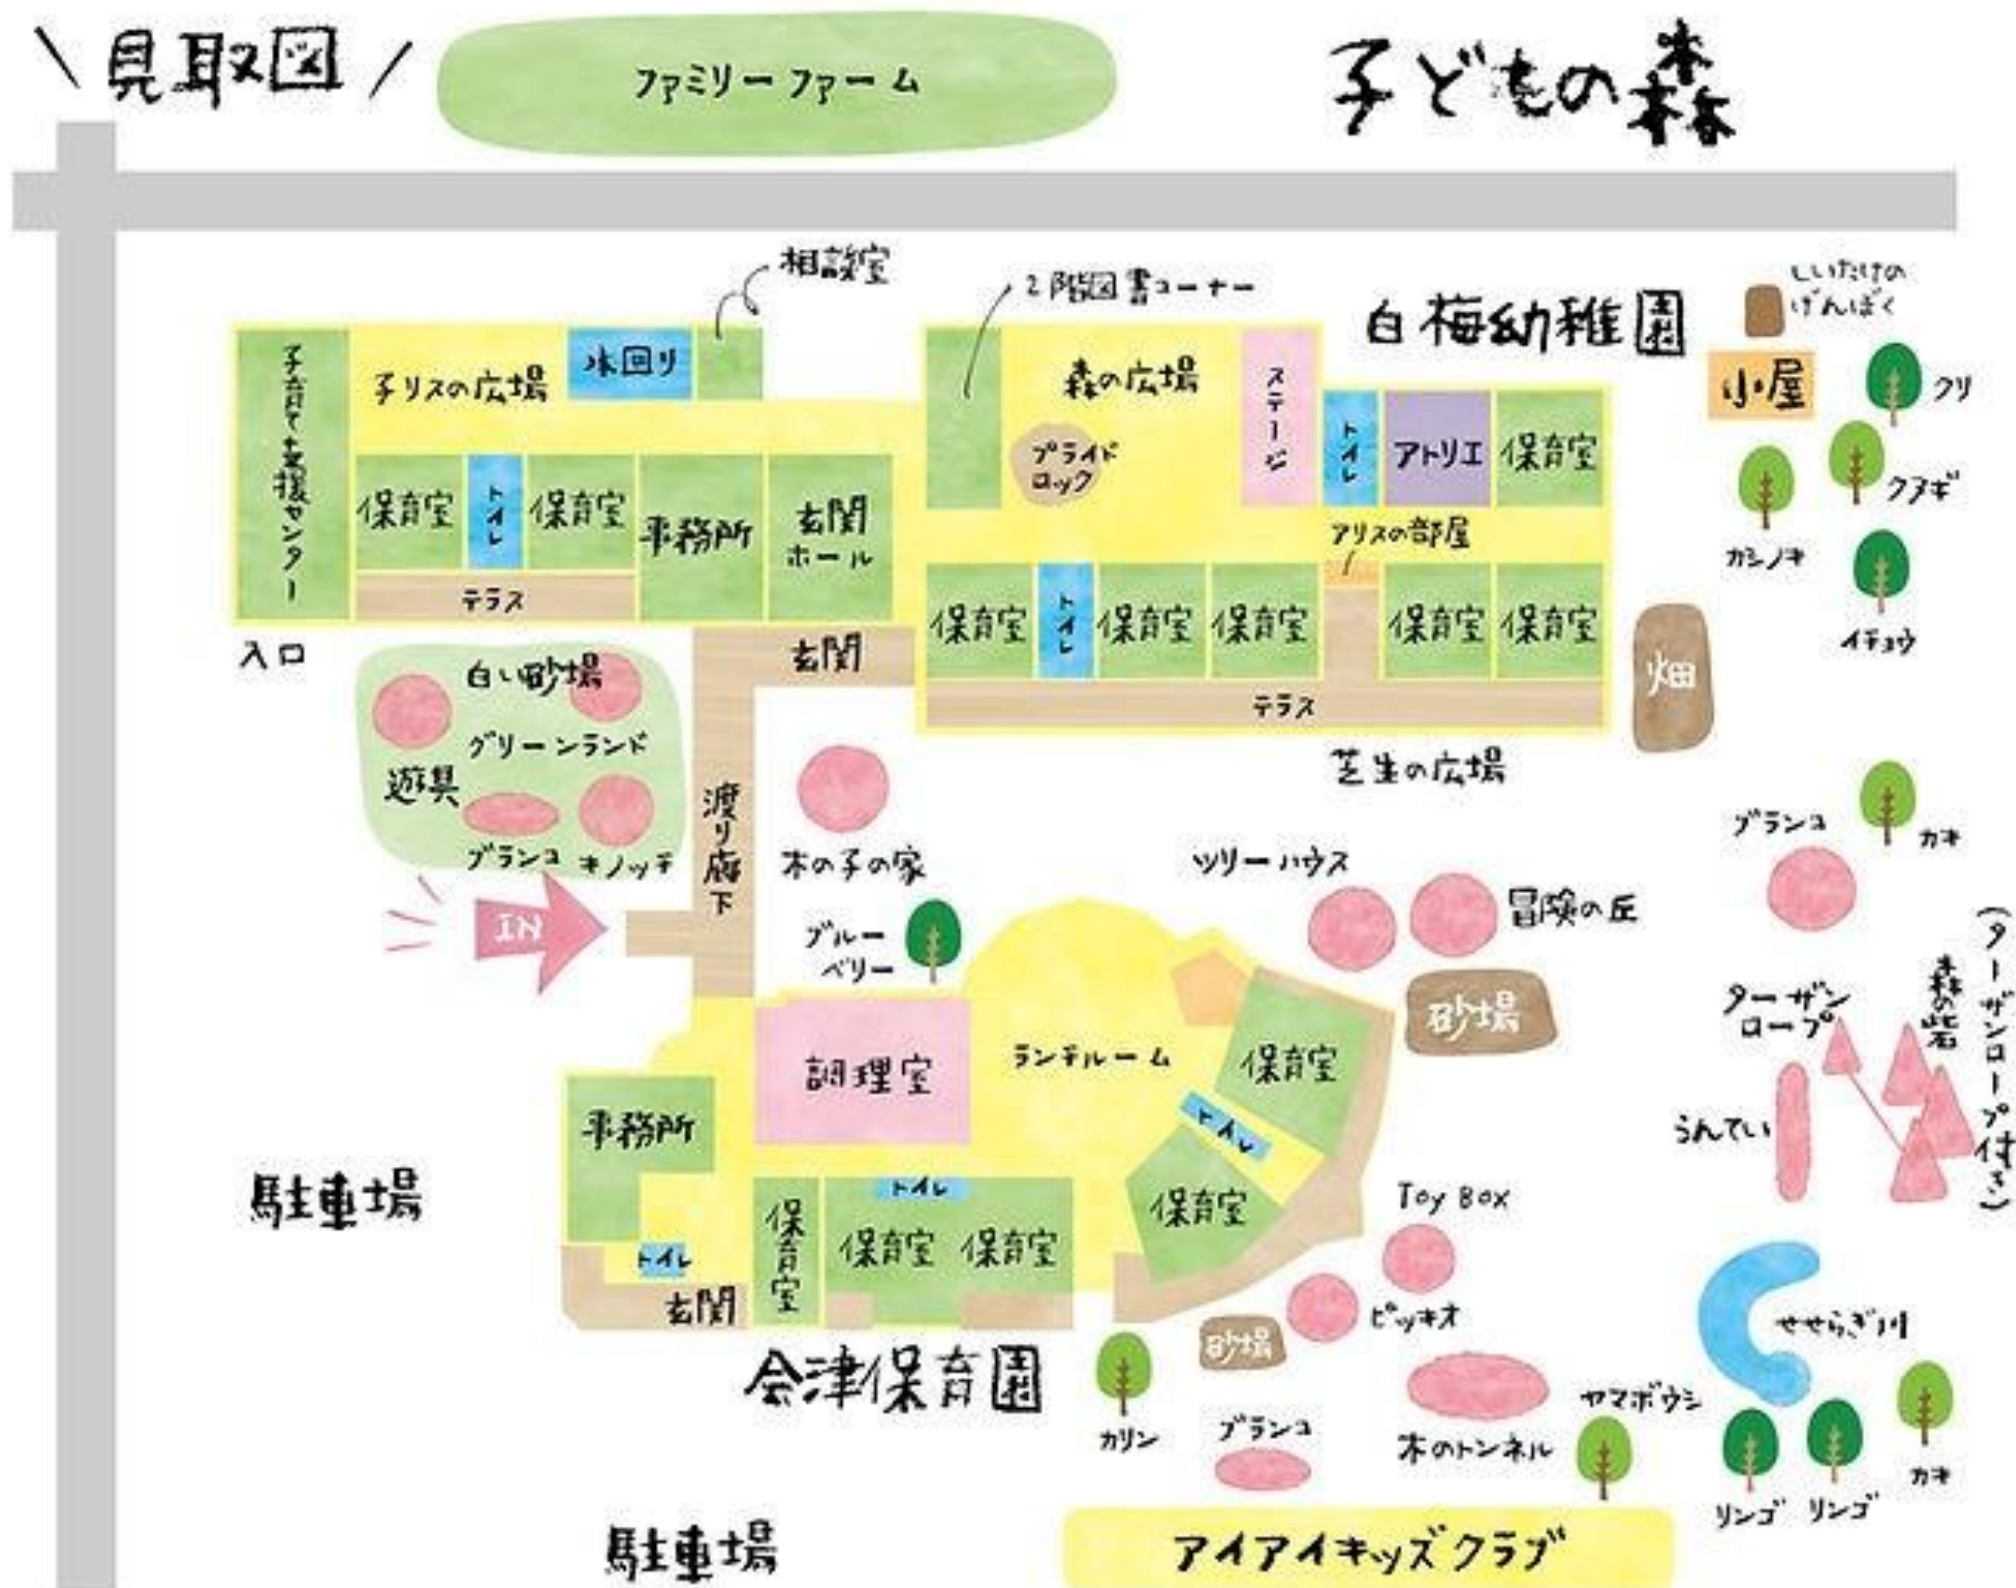 見取図
ファミリーファーム
子どもの森
相談室
2階図書コーナー
白梅幼稚園
しいたけの
げんぼく
子育て支援センター
子リスの広場
水回り
森の広場
ステージ
小屋
クリ
プライド
ロック
トイレ
アトリエ
保育室
クヌギ
カシノキ
保育室
トイレ
保育室
事務所
玄関
ホール
アリスの部屋
テラス
保育室
トイレ
保育室
保育室
保育室
保育室
イチョウ
入口
玄関
畑
白い砂場
テラス
グリーンランド
遊具
芝生の広場
ブランコ
キノッチ
渡り廊下
木の子の家
ツリーハウス
冒険の丘
ブランコ
カキ
IN
ブルー
ベリー
砂場
ターザン
ロープ
森の砦
(ターザンロープ付き)
調理室
ランチルーム
保育室
トイレ
保育室
うんてい
事務所
駐車場
トイレ
保育室
トイレ
保育室
保育室
玄関
Toy Box
ピッキオ
せせらぎ川
砂場
会津保育園
カリン
ブランコ
木のトンネル
ヤマボウシ
リンゴ
リンゴ
カキ
駐車場
アイアイキッズクラブ